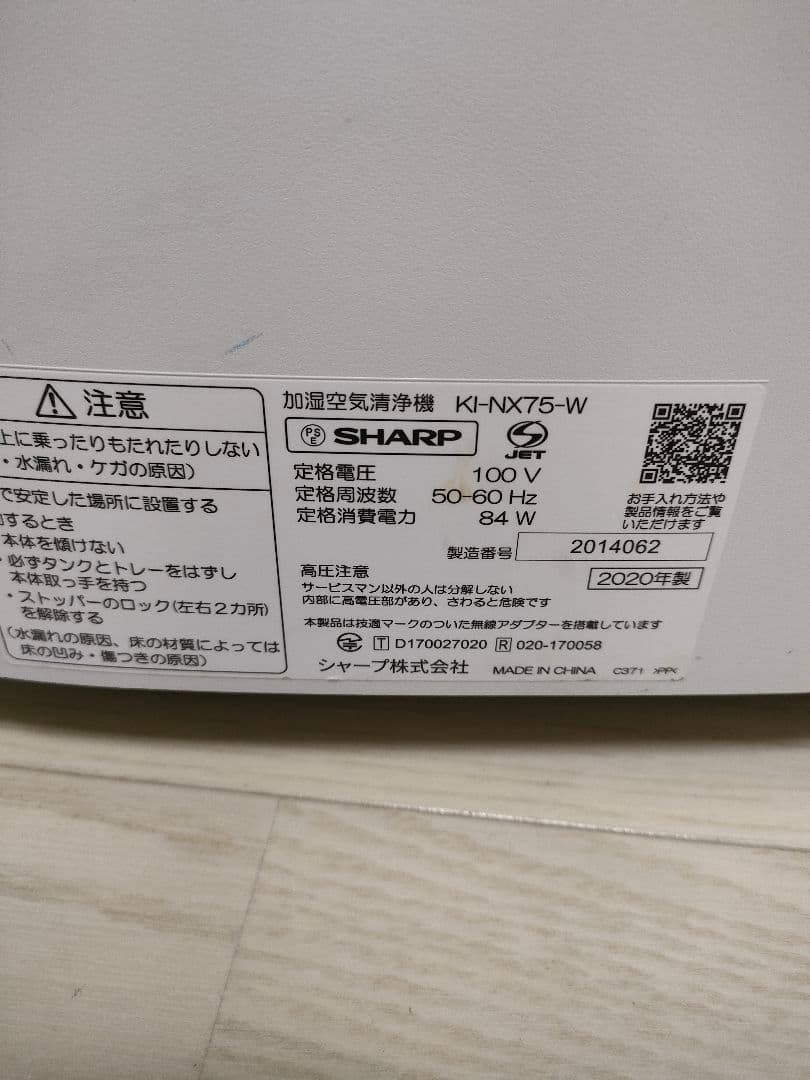 注意
上に乗ったりもたれたりしない
・水漏れ・ケガの原因）
で安定した場所に設置する
するとき
本体を傾けない
・必ずタンクとトレーをはずし
本体取っ手を持つ
・ストッパーのロック(左右2カ所)
を解除する
（水漏れの原因、床の材質によっては
床の凹み・傷つきの原因）
加湿空気清浄機 KI-NX75-W
PSE SHARP JET
定格電圧 100 V
定格周波数 50-60 Hz
定格消費電力 84 W
製造番号 2014062
2020年製
お手入れ方法や
製品情報をご覧
いただけます
高圧注意
サービスマン以外の人は分解しない
内部に高電圧部があり、さわると危険です
本製品は技適マークのついた無線アダプターを搭載しています
T D170027020 R 020-170058
シャープ株式会社 MADE IN CHINA C371